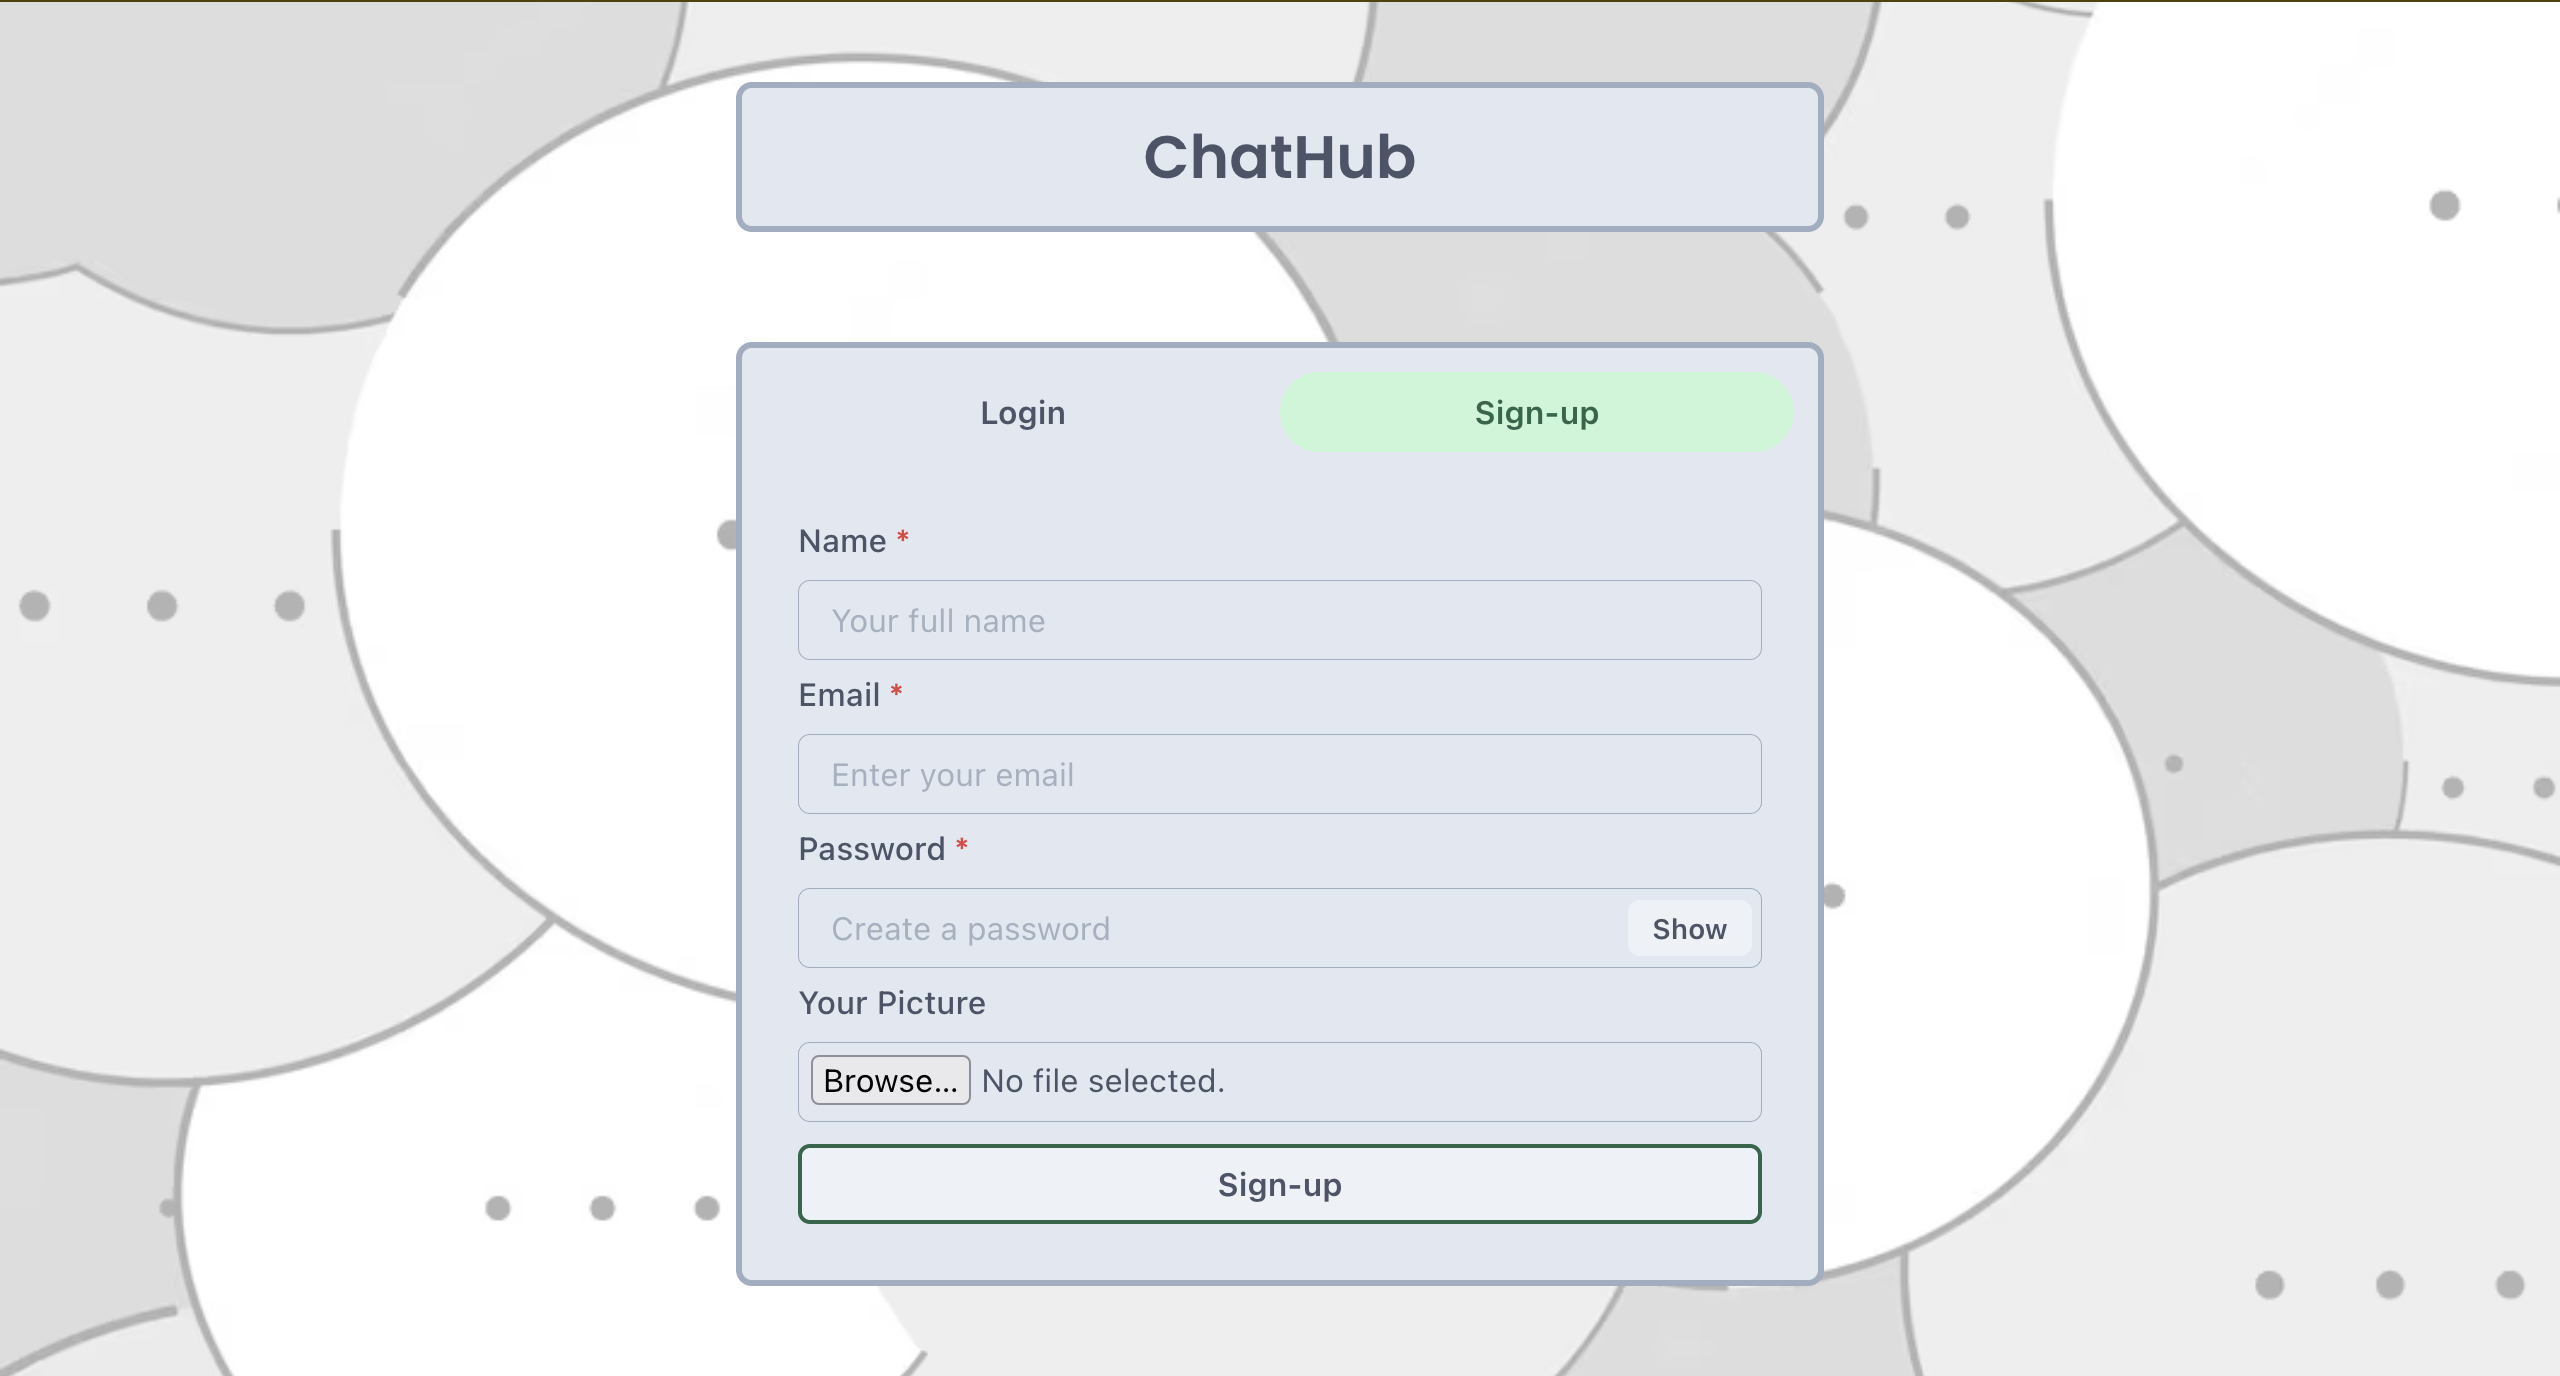 ChatHub
Login Sign-up
Name *
Your full name
Email *
Enter your email
Password *
Create a password Show
Your Picture
Browse... No file selected.
Sign-up